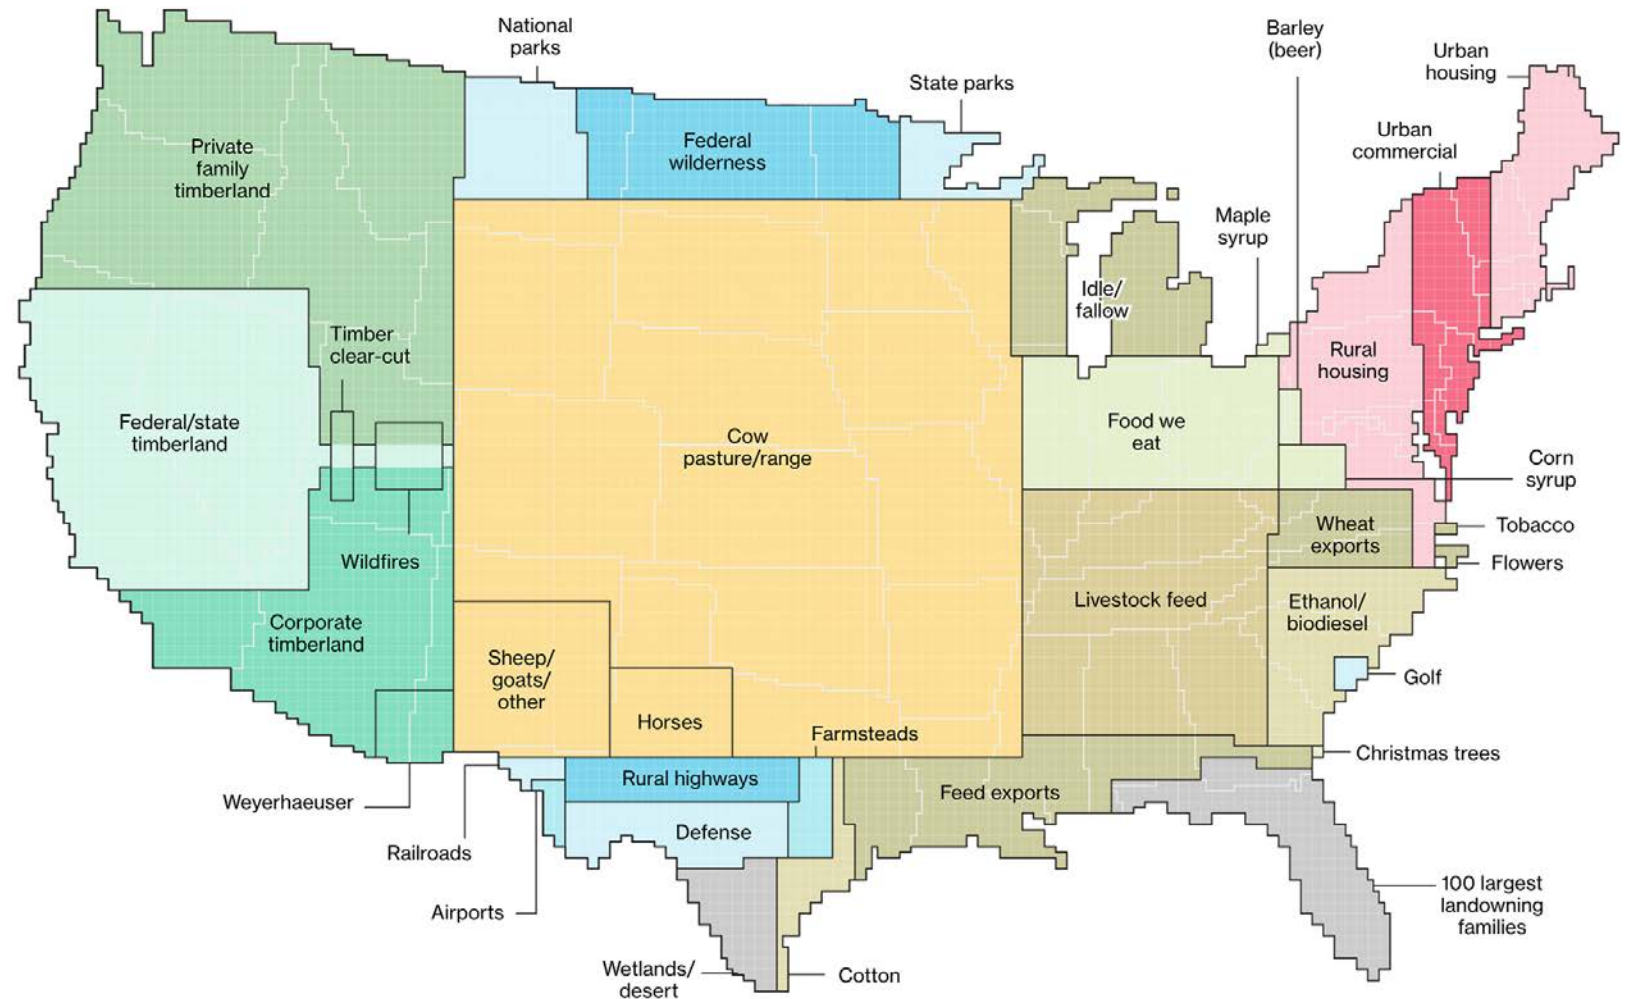 National
parks
Barley
(beer)
Urban
housing
State parks
Urban
commercial
Private
family
timberland
Federal
wilderness
Maple
syrup
Idle/
fallow
Timber
clear-cut
Rural
housing
Federal/state
timberland
Cow
pasture/range
Food we
eat
Corn
syrup
Wheat
exports
Tobacco
Wildfires
Flowers
Livestock feed
Ethanol/
biodiesel
Corporate
timberland
Sheep/
goats/
other
Golf
Horses
Farmsteads
Christmas trees
Rural highways
Feed exports
Weyerhaeuser
Defense
Railroads
100 largest
landowning
families
Airports
Wetlands/
desert
Cotton